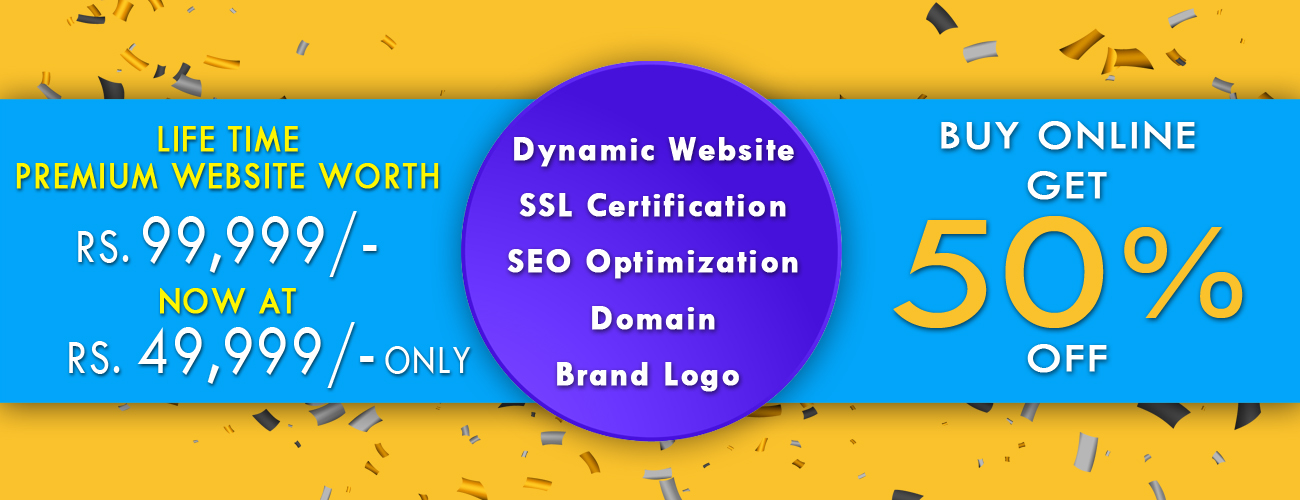 LIFE TIME
PREMIUM WEBSITE WORTH
RS. 99,999/-
NOW AT
RS. 49,999/- ONLY
Dynamic Website
SSL Certification
SEO Optimization
Domain
Brand Logo
BUY ONLINE
GET
50%
OFF